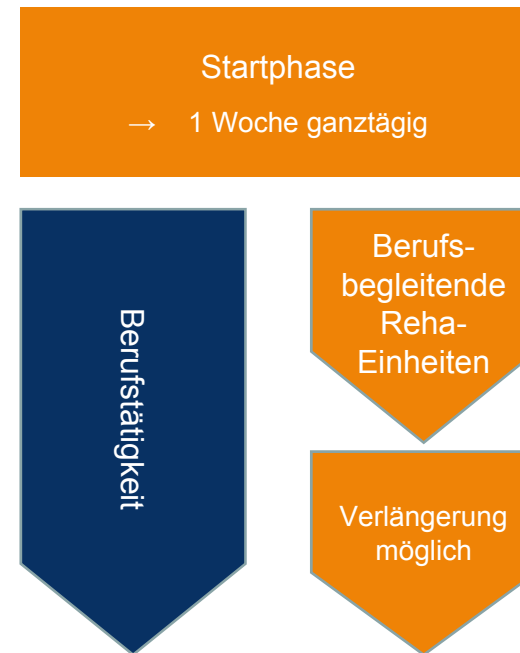 Startphase
→ 1 Woche ganztägig
Berufstätigkeit
Berufs-
begleitende
Reha-
Einheiten
Verlängerung
möglich